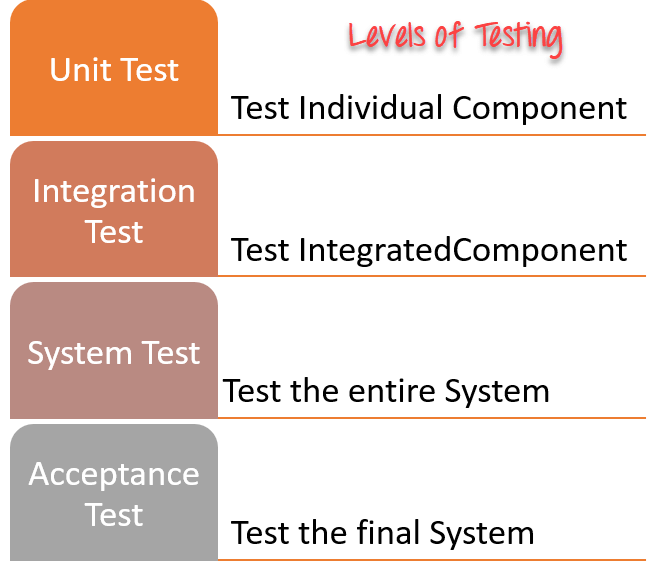 Levels of Testing
Unit Test
Test Individual Component
Integration
Test
Test IntegratedComponent
System Test
Test the entire System
Acceptance
Test
Test the final System